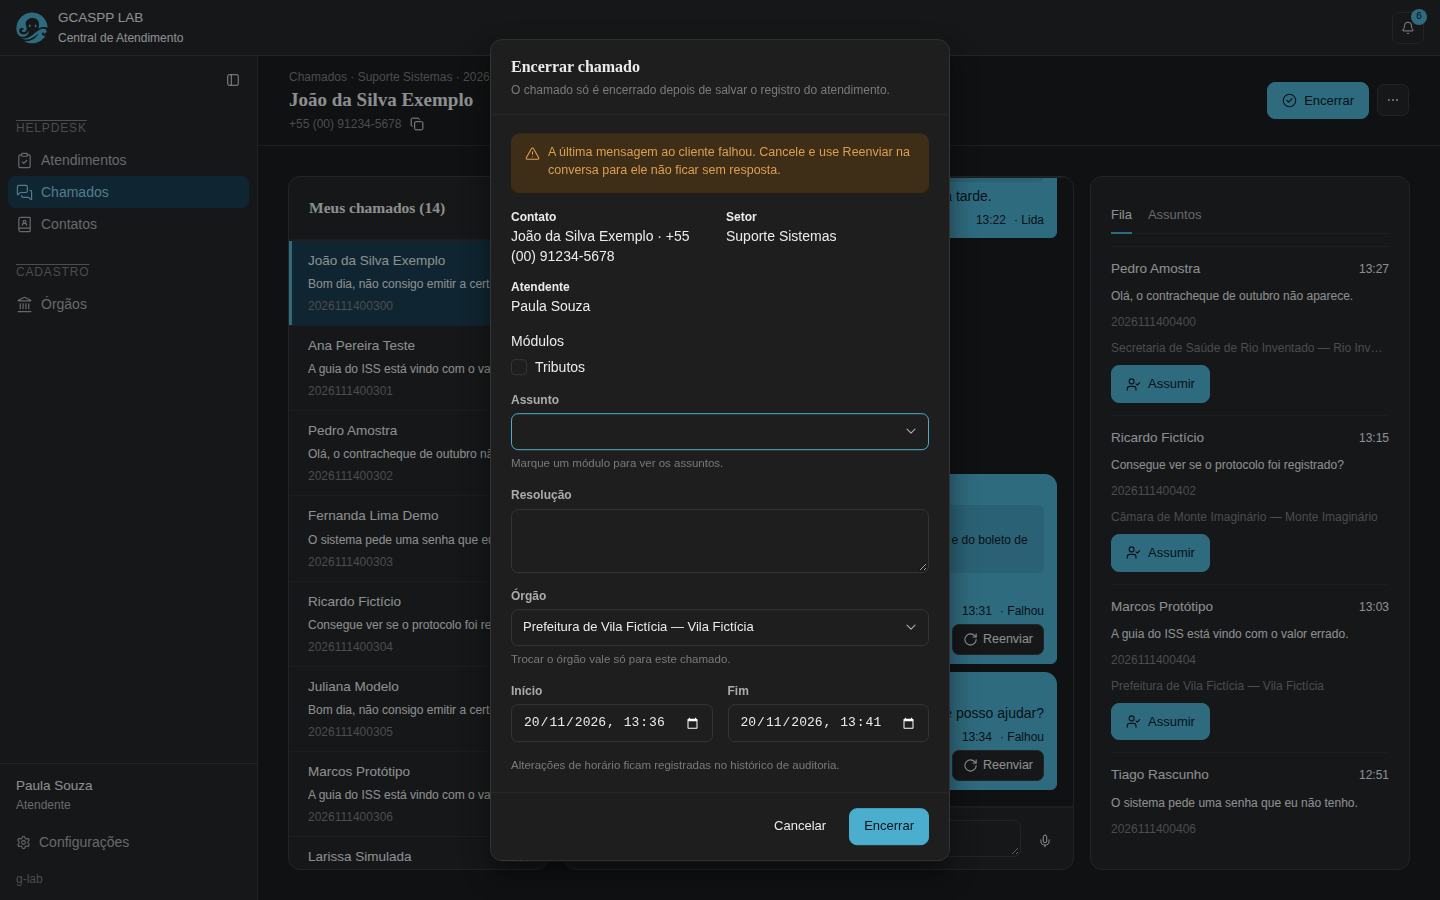 GCASPP LAB
Central de Atendimento
6
HELPDESK
Atendimentos
Chamados
Contatos
CADASTRO
Órgãos
Paula Souza
Atendente
Configurações
g-lab
Chamados · Suporte Sistemas · 2026
João da Silva Exemplo
+55 (00) 91234-5678
Encerrar
Meus chamados (14)
João da Silva Exemplo
Bom dia, não consigo emitir a cert
2026111400300
Ana Pereira Teste
A guia do ISS está vindo com o va
2026111400301
Pedro Amostra
Olá, o contracheque de outubro nã
2026111400302
Fernanda Lima Demo
O sistema pede uma senha que eu
2026111400303
Ricardo Fictício
Consegue ver se o protocolo foi re
2026111400304
Juliana Modelo
Bom dia, não consigo emitir a cert
2026111400305
Marcos Protótipo
A guia do ISS está vindo com o va
2026111400306
Larissa Simulada
Encerrar chamado
O chamado só é encerrado depois de salvar o registro do atendimento.
A última mensagem ao cliente falhou. Cancele e use Reenviar na
conversa para ele não ficar sem resposta.
Contato
João da Silva Exemplo · +55
(00) 91234-5678
Setor
Suporte Sistemas
Atendente
Paula Souza
Módulos
Tributos
Assunto
Marque um módulo para ver os assuntos.
Resolução
Órgão
Prefeitura de Vila Fictícia — Vila Fictícia
Trocar o órgão vale só para este chamado.
Início
20/11/2026, 13:36
Fim
20/11/2026, 13:41
Alterações de horário ficam registradas no histórico de auditoria.
Cancelar
Encerrar
tarde.
13:22 · Lida
e do boleto de
13:31 · Falhou
Reenviar
posso ajudar?
13:34 · Falhou
Reenviar
Fila
Assuntos
Pedro Amostra
13:27
Olá, o contracheque de outubro não aparece.
2026111400400
Secretaria de Saúde de Rio Inventado — Rio Inv…
Assumir
Ricardo Fictício
13:15
Consegue ver se o protocolo foi registrado?
2026111400402
Câmara de Monte Imaginário — Monte Imaginário
Assumir
Marcos Protótipo
13:03
A guia do ISS está vindo com o valor errado.
2026111400404
Prefeitura de Vila Fictícia — Vila Fictícia
Assumir
Tiago Rascunho
12:51
O sistema pede uma senha que eu não tenho.
2026111400406